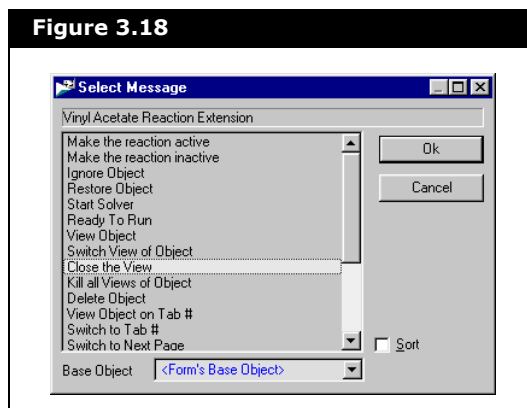 Figure 3.18
Select Message
Vinyl Acetate Reaction Extension
Make the reaction active
Make the reaction inactive
Ignore Object
Restore Object
Start Solver
Ready To Run
View Object
Switch View of Object
Close the View
Kill all Views of Object
Delete Object
View Object on Tab #
Switch to Tab #
Switch to Next Page
Ok
Cancel
Sort
Base Object <Form's Base Object>